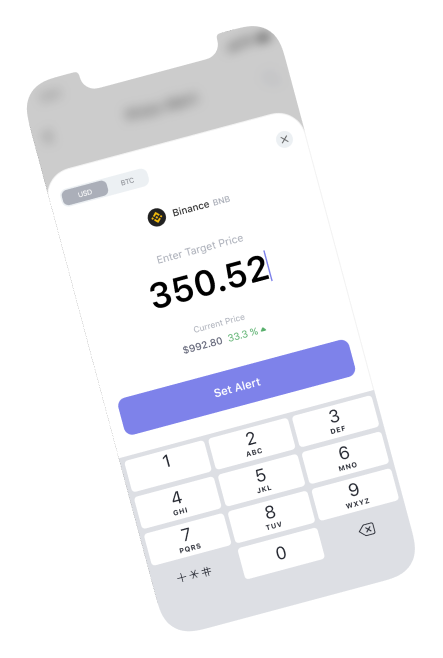 USD BTC
Binance BNB
Enter Target Price
350.52
Current Price
$992.80 33.3 %
Set Alert
1
2 ABC
3 DEF
4 GHI
5 JKL
6 MNO
7 PQRS
8 TUV
9 WXYZ
+*#
0